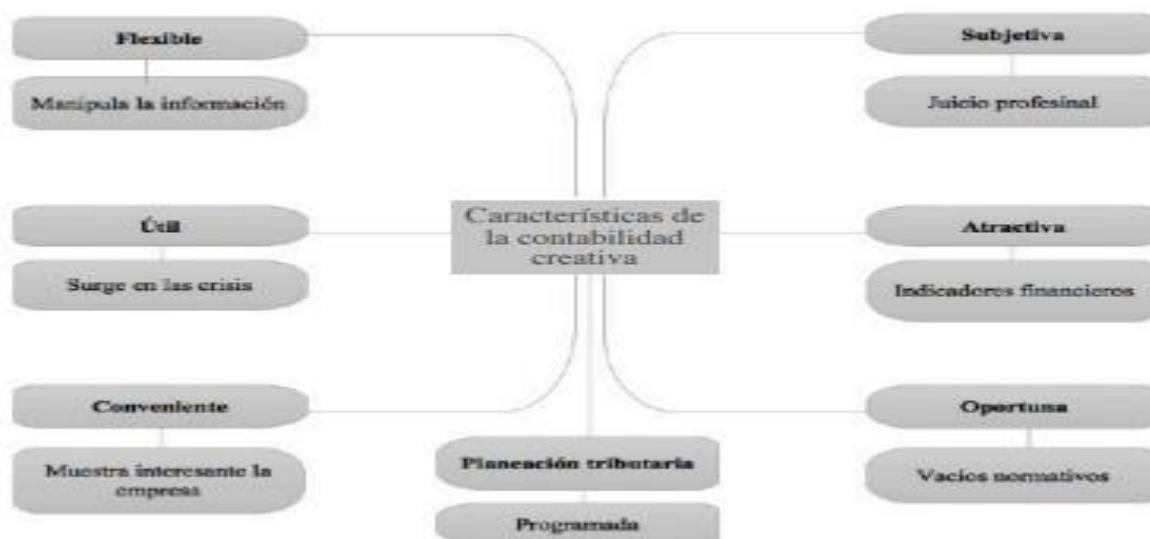 Flexible
Manipula la información
Útil
Surge en las crisis
Conveniente
Muestra interesante la
empresa
Características de
la contabilidad
creativa
Planeación tributaria
Programada
Subjetiva
Juicio profesinal
Atractiva
Indicadores financieros
Oportuna
Vacíos normativos